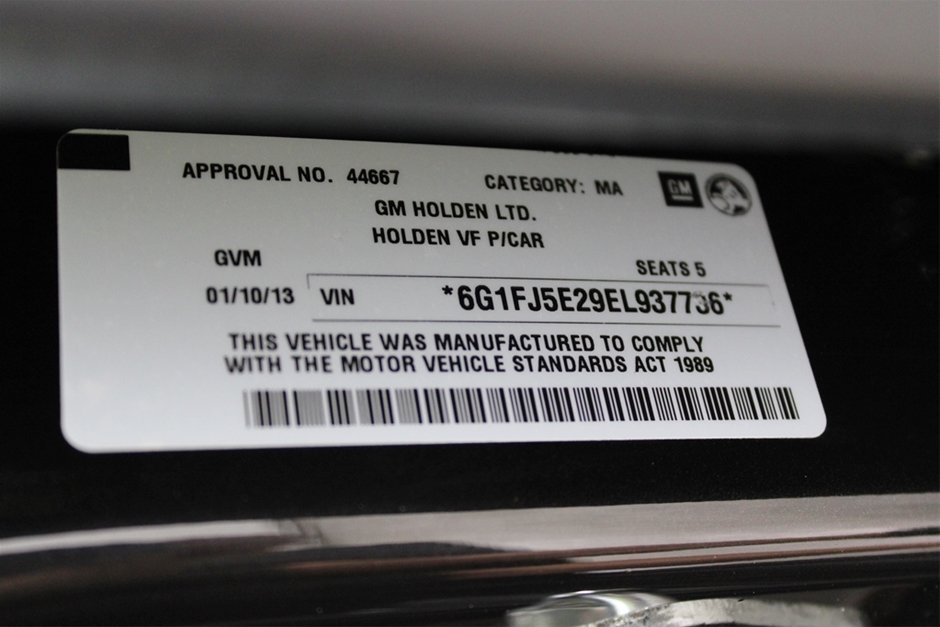 APPROVAL NO. 44667 CATEGORY: MA GM
GM HOLDEN LTD.
HOLDEN VF P/CAR
GVM SEATS 5
01/10/13 VIN *6G1FJ5E29EL937736*
THIS VEHICLE WAS MANUFACTURED TO COMPLY
WITH THE MOTOR VEHICLE STANDARDS ACT 1989